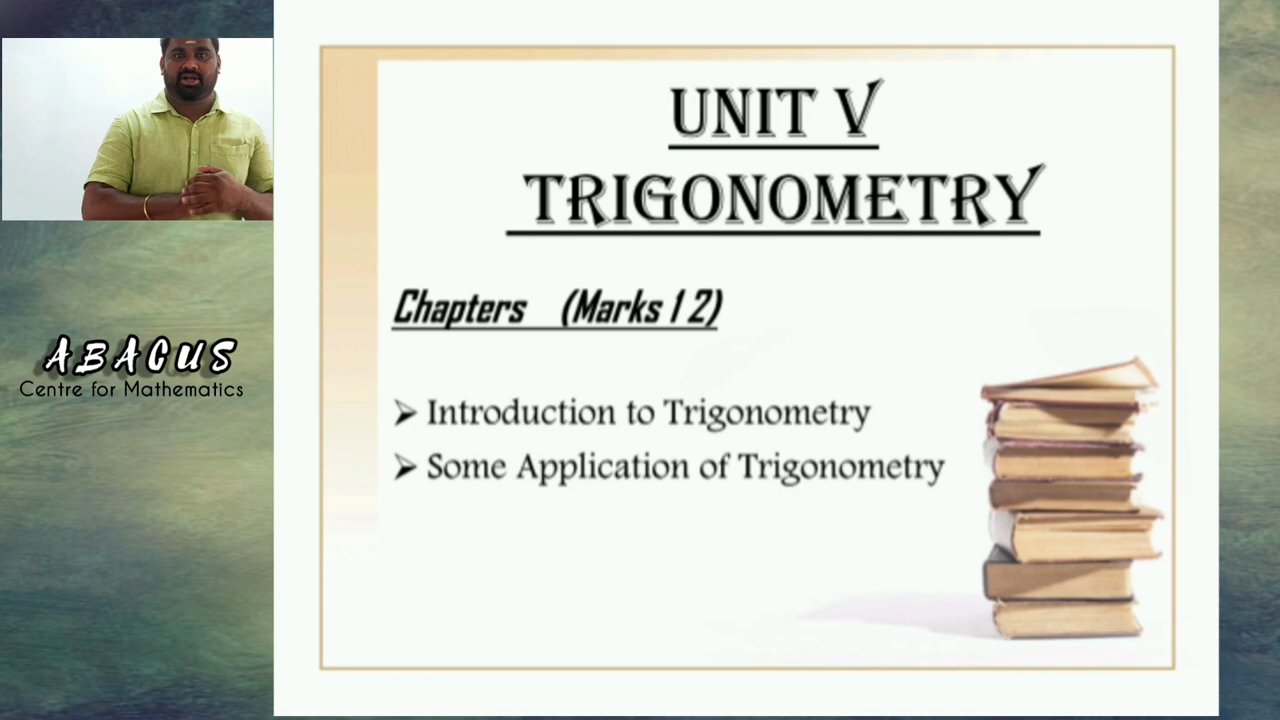 UNIT V
TRIGONOMETRY
Chapters (Marks 12)
➢ Introduction to Trigonometry
➢ Some Application of Trigonometry
ABACUS
Centre for Mathematics